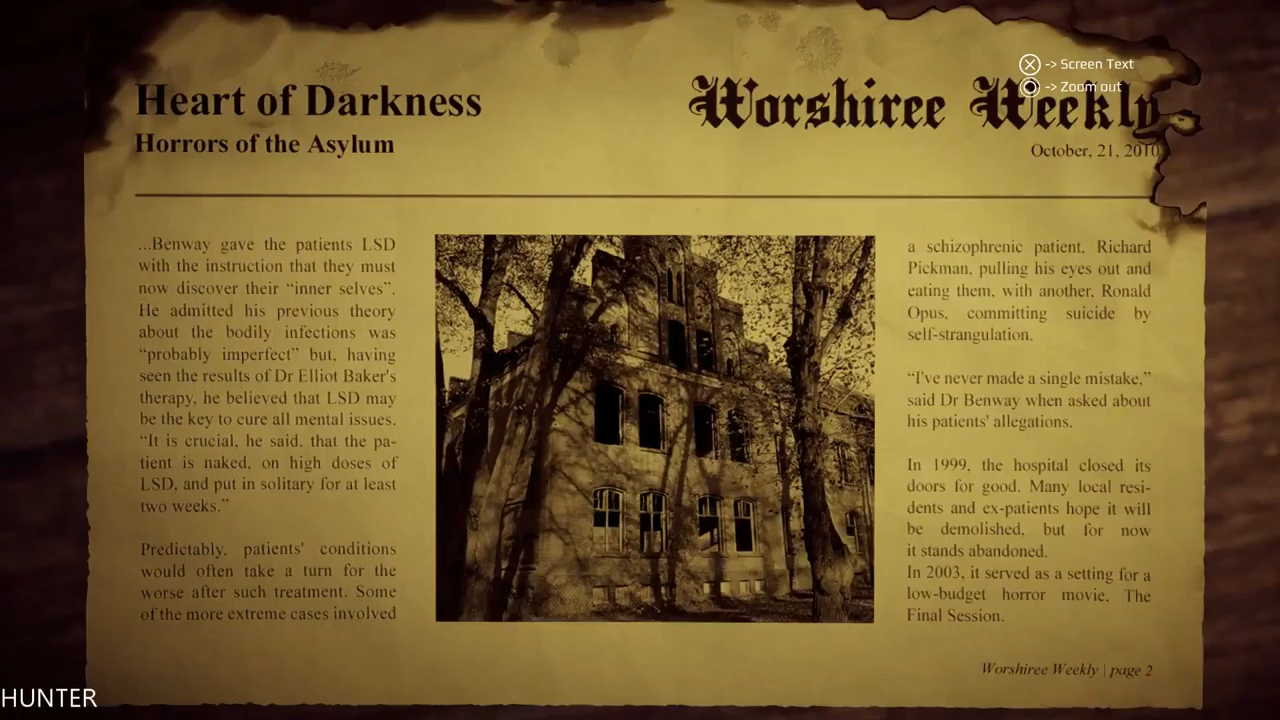 Heart of Darkness
Horrors of the Asylum
Worshiree Weekly
October, 21, 2010
-> Screen Text
-> Zoom out
...Benway gave the patients LSD
with the instruction that they must
now discover their “inner selves”.
He admitted his previous theory
about the bodily infections was
“probably imperfect” but, having
seen the results of Dr Elliot Baker's
therapy, he believed that LSD may
be the key to cure all mental issues.
“It is crucial, he said, that the pa-
tient is naked, on high doses of
LSD, and put in solitary for at least
two weeks.”
Predictably, patients' conditions
would often take a turn for the
worse after such treatment. Some
of the more extreme cases involved
a schizophrenic patient, Richard
Pickman, pulling his eyes out and
eating them, with another, Ronald
Opus, committing suicide by
self-strangulation.
“I've never made a single mistake,”
said Dr Benway when asked about
his patients' allegations.
In 1999, the hospital closed its
doors for good. Many local resi-
dents and ex-patients hope it will
be demolished, but for now
it stands abandoned.
In 2003, it served as a setting for a
low-budget horror movie, The
Final Session.
Worshiree Weekly | page 2
HUNTER